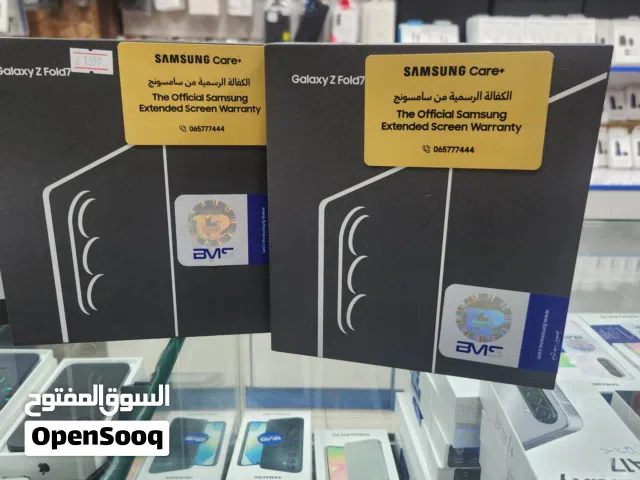 Galaxy Z Fold7
SAMSUNG Care+
الكفالة الرسمية من سامسونج
The Official Samsung
Extended Screen Warranty
065777444
BMS
Galaxy Z Fold7
SAMSUNG Care+
الكفالة الرسمية من سامسونج
The Official Samsung
Extended Screen Warranty
065777444
BMS
السوق المفتوح
OpenSooq